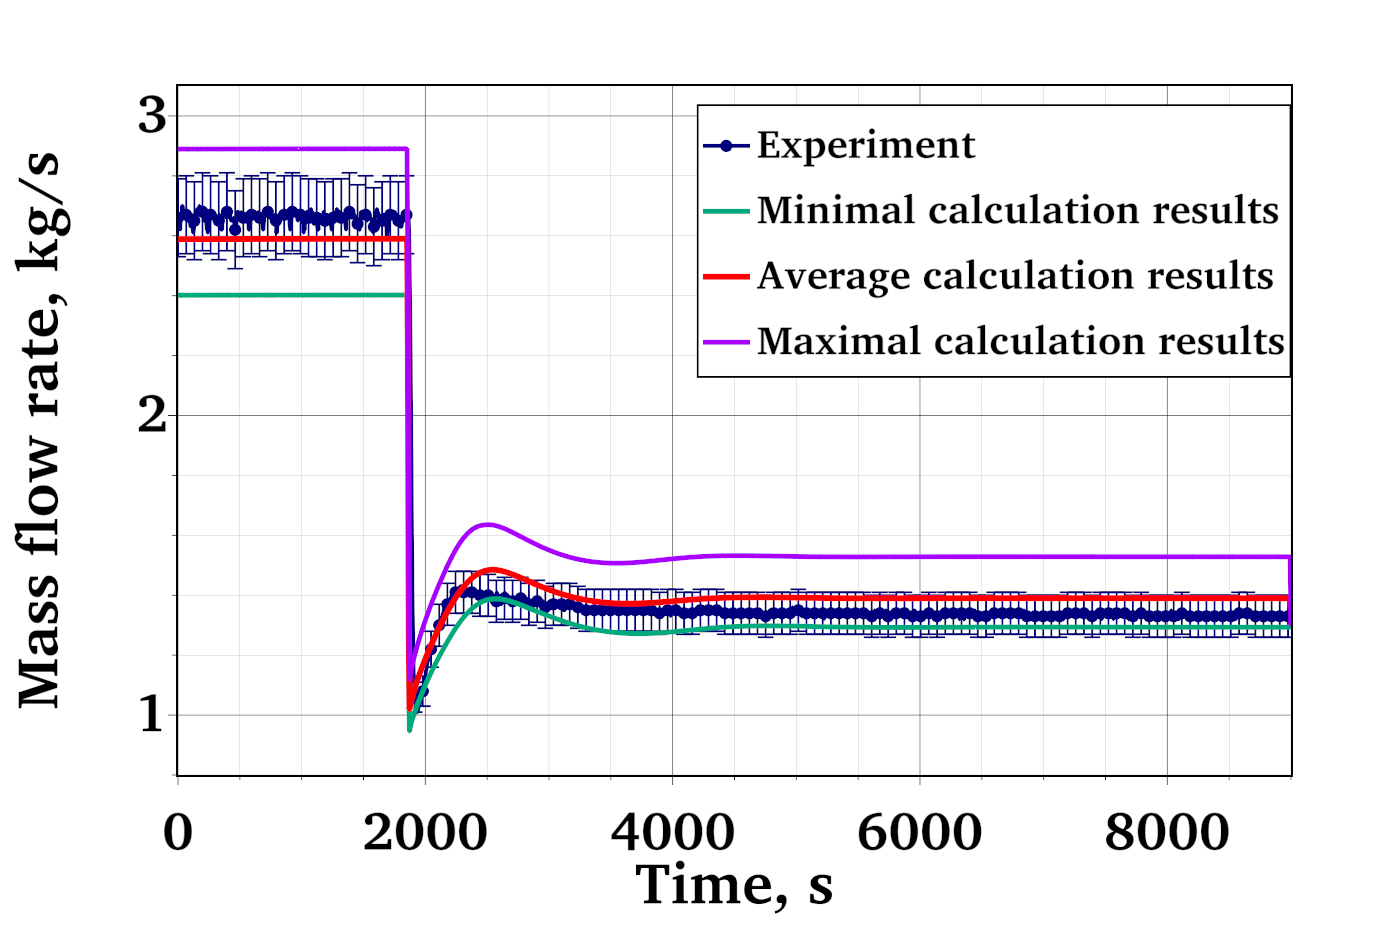 Mass flow rate, kg/s
3
2
1
Experiment
Minimal calculation results
Average calculation results
Maximal calculation results
0 2000 4000 6000 8000
Time, s